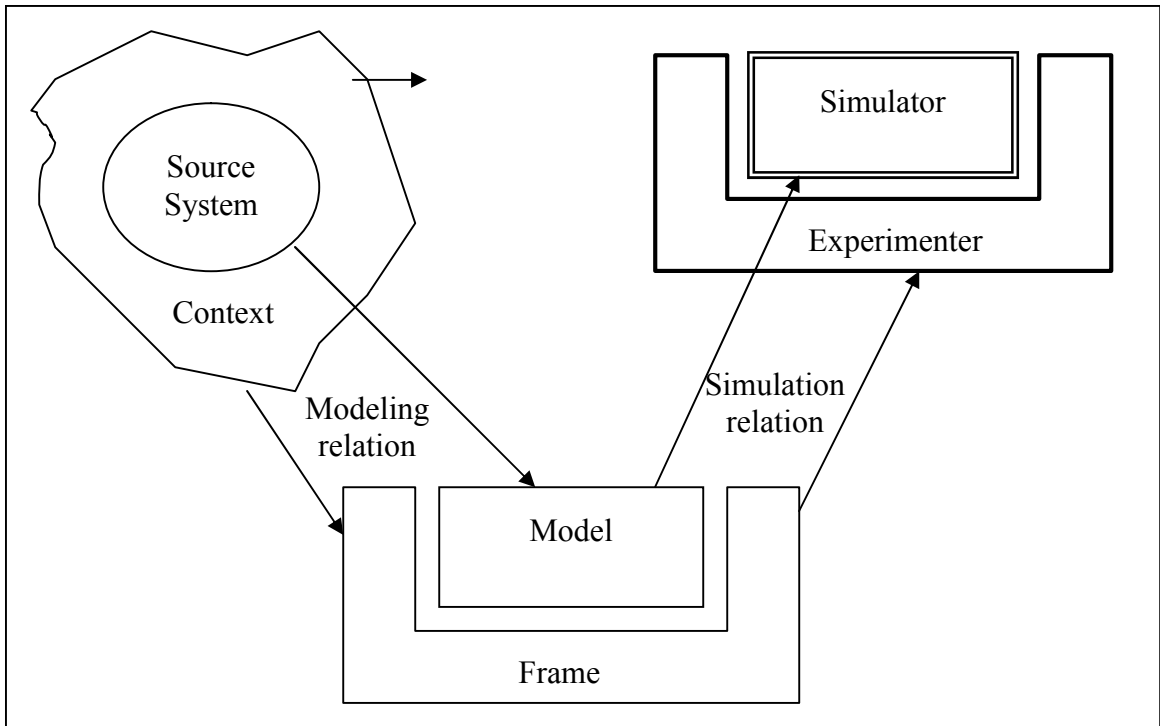 Source
System
Context
Modeling
relation
Model
Frame
Simulation
relation
Simulator
Experimenter